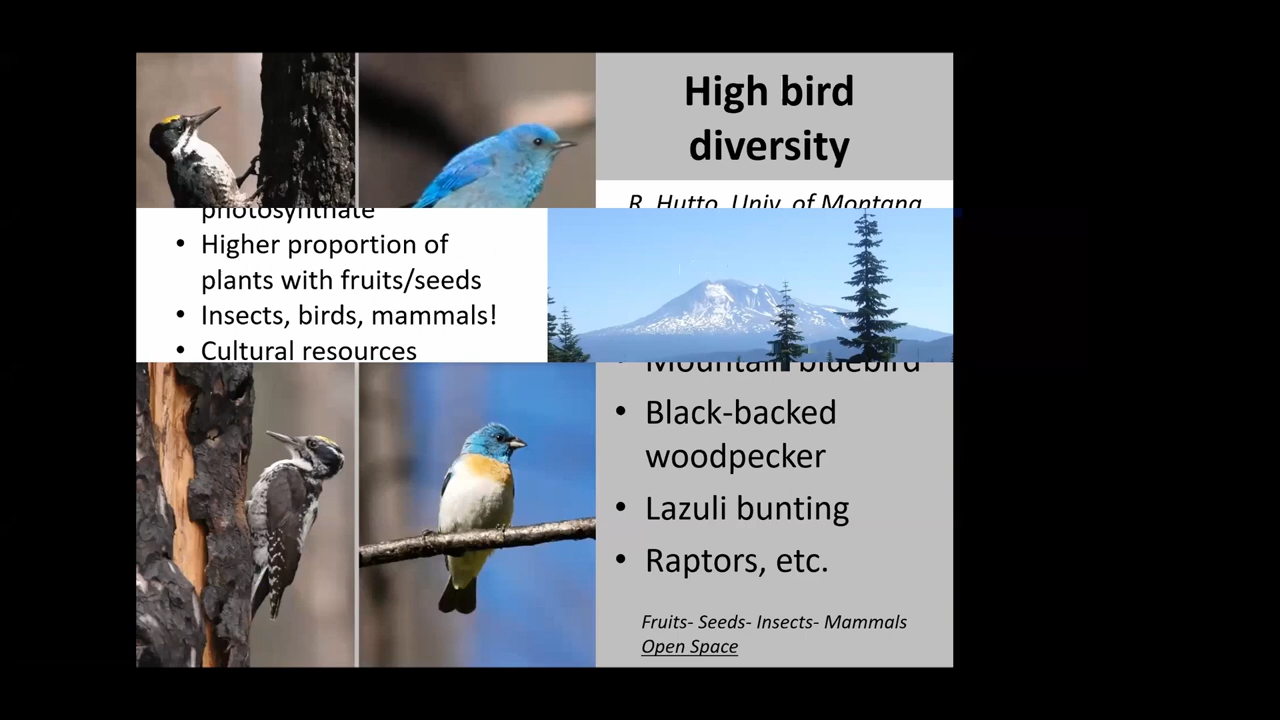 High bird
diversity
R. Hutto, Univ. of Montana
photosynthate
• Higher proportion of
plants with fruits/seeds
• Insects, birds, mammals!
• Cultural resources
• Mountain bluebird
• Black-backed
woodpecker
• Lazuli bunting
• Raptors, etc.
Fruits- Seeds- Insects- Mammals
Open Space